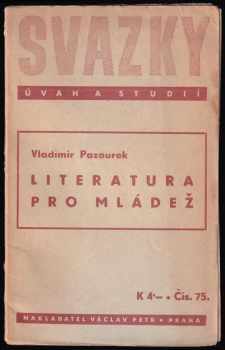 SVAZKY
ÚVAH A STUDIÍ
Vladimír Pazourek
LITERATURA
PRO MLÁDEŽ
K 4·— • Čís. 75.
NAKLADATEL VÁCLAV PETR • PRAHA